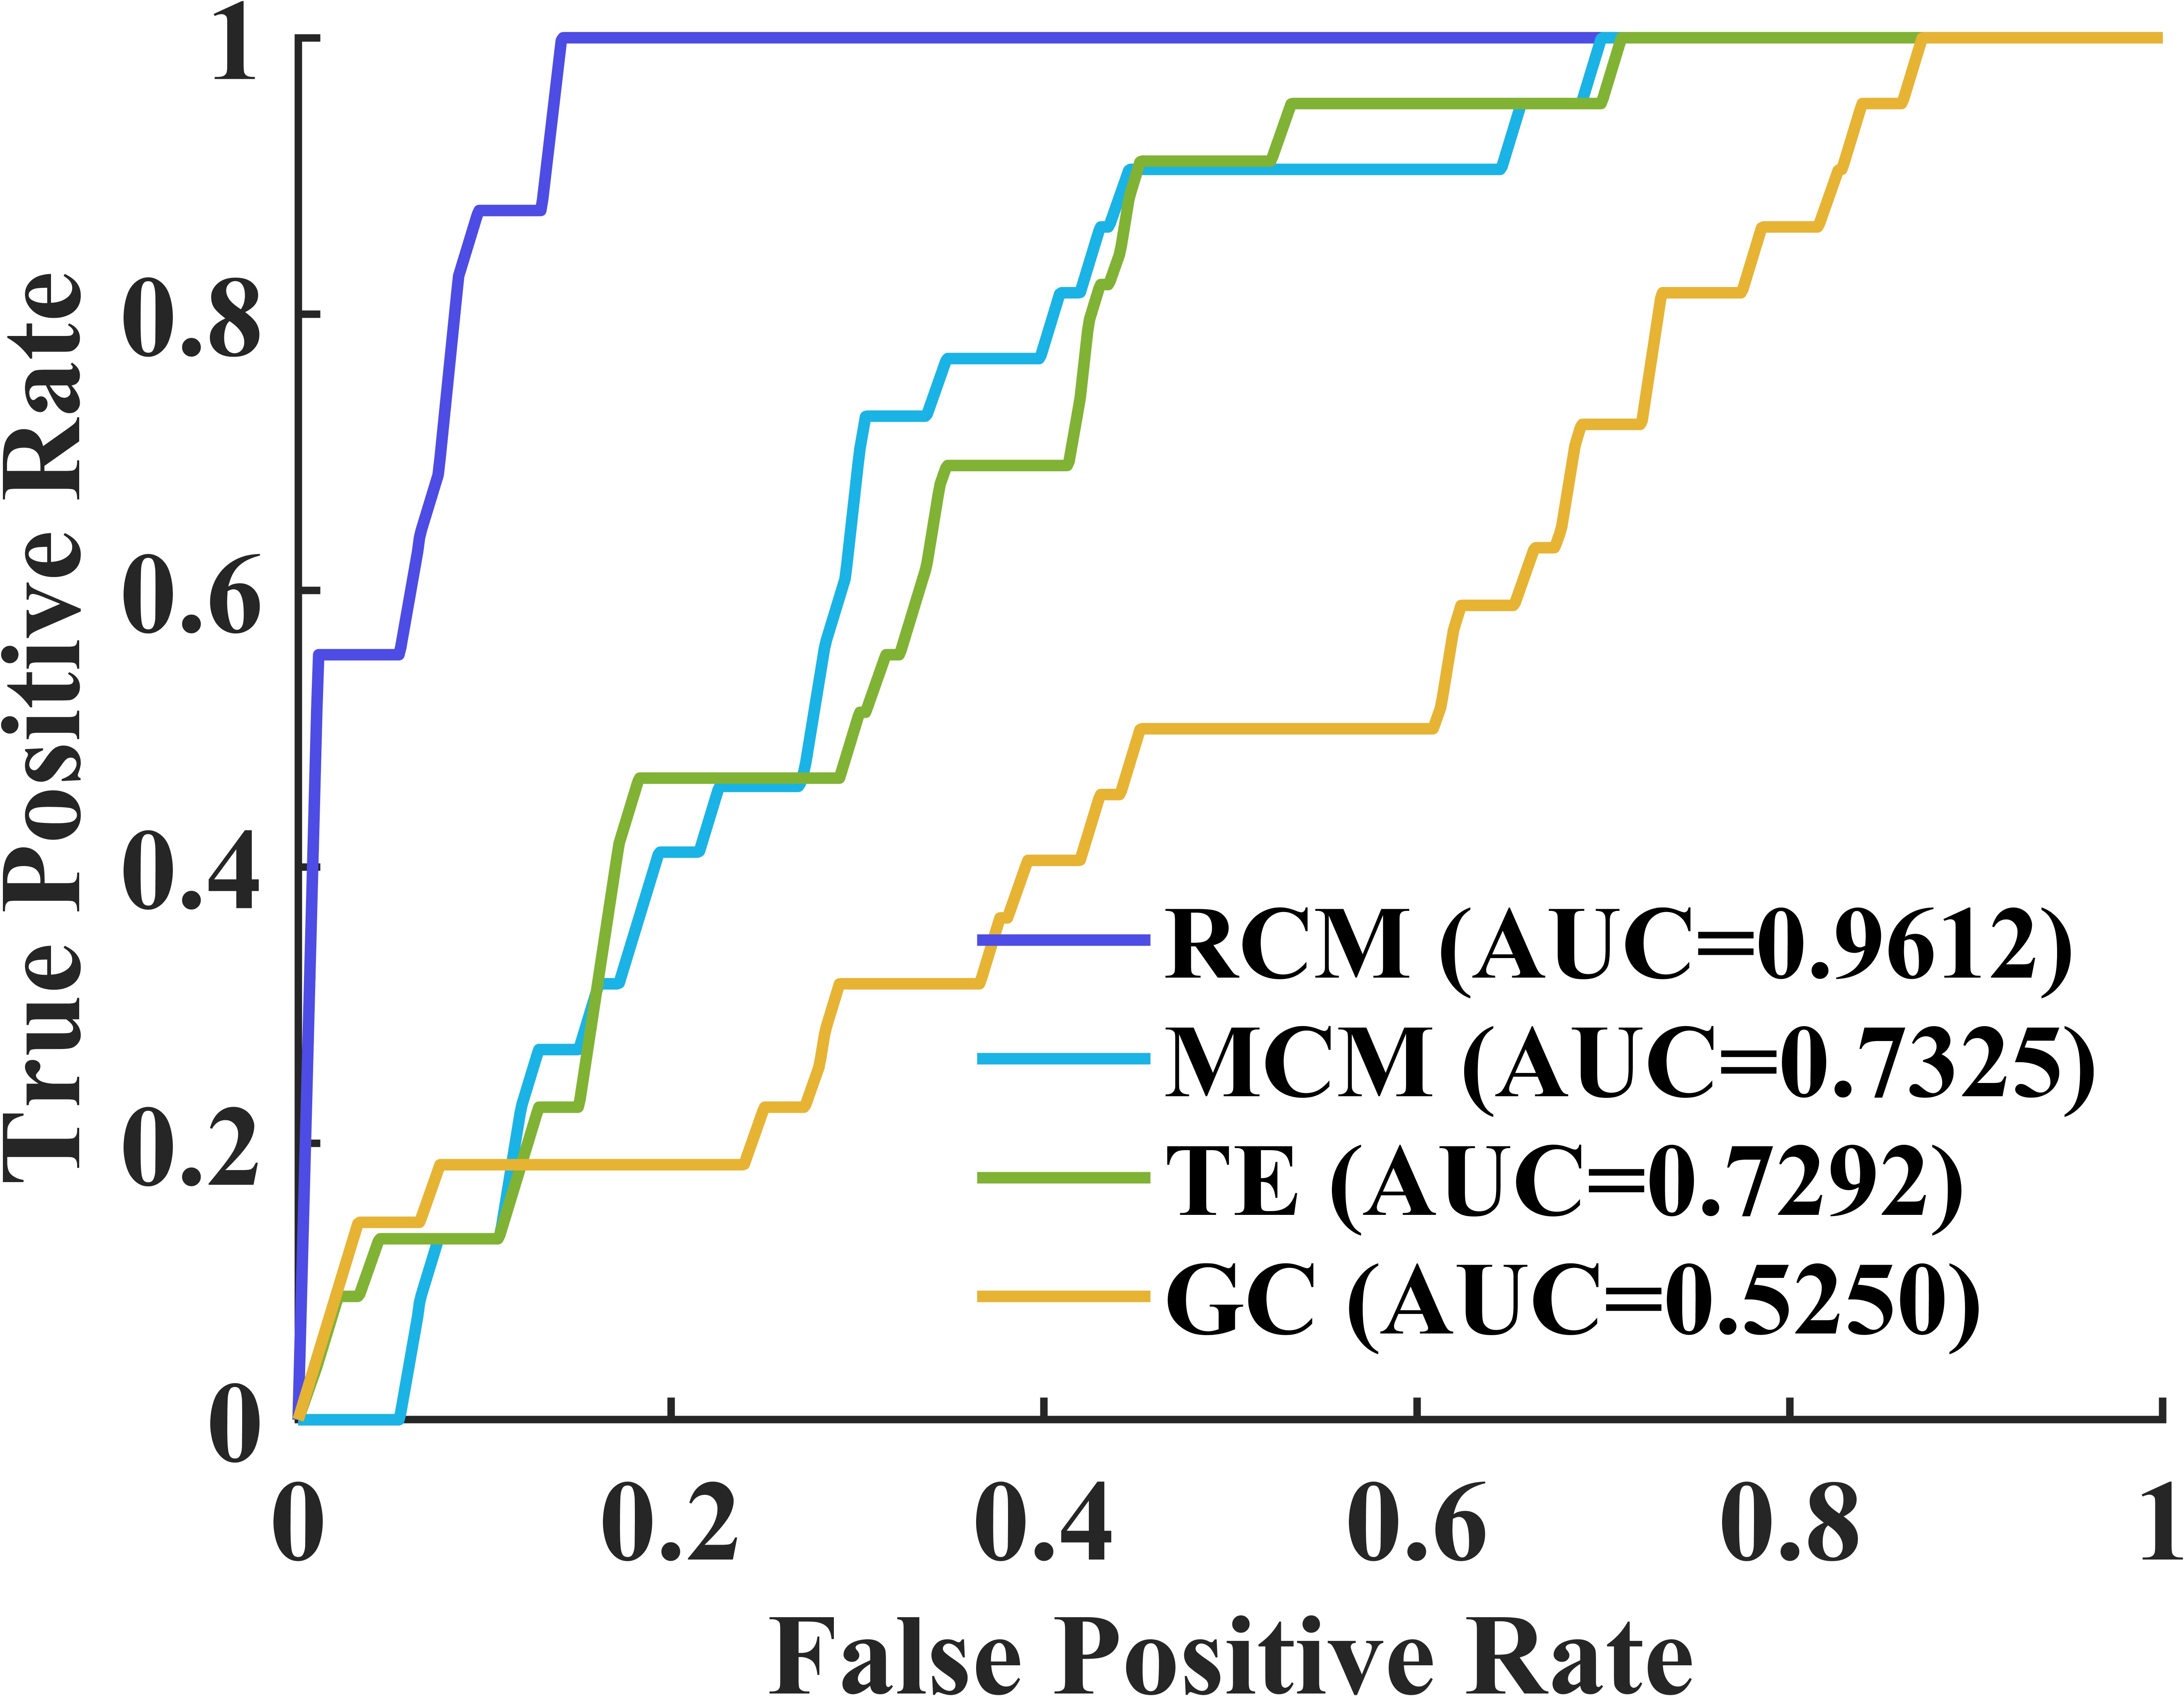 True Positive Rate
1
0.8
0.6
0.4
0.2
0
RCM (AUC=0.9612)
MCM (AUC=0.7325)
TE (AUC=0.7292)
GC (AUC=0.5250)
0 0.2 0.4 0.6 0.8 1
False Positive Rate